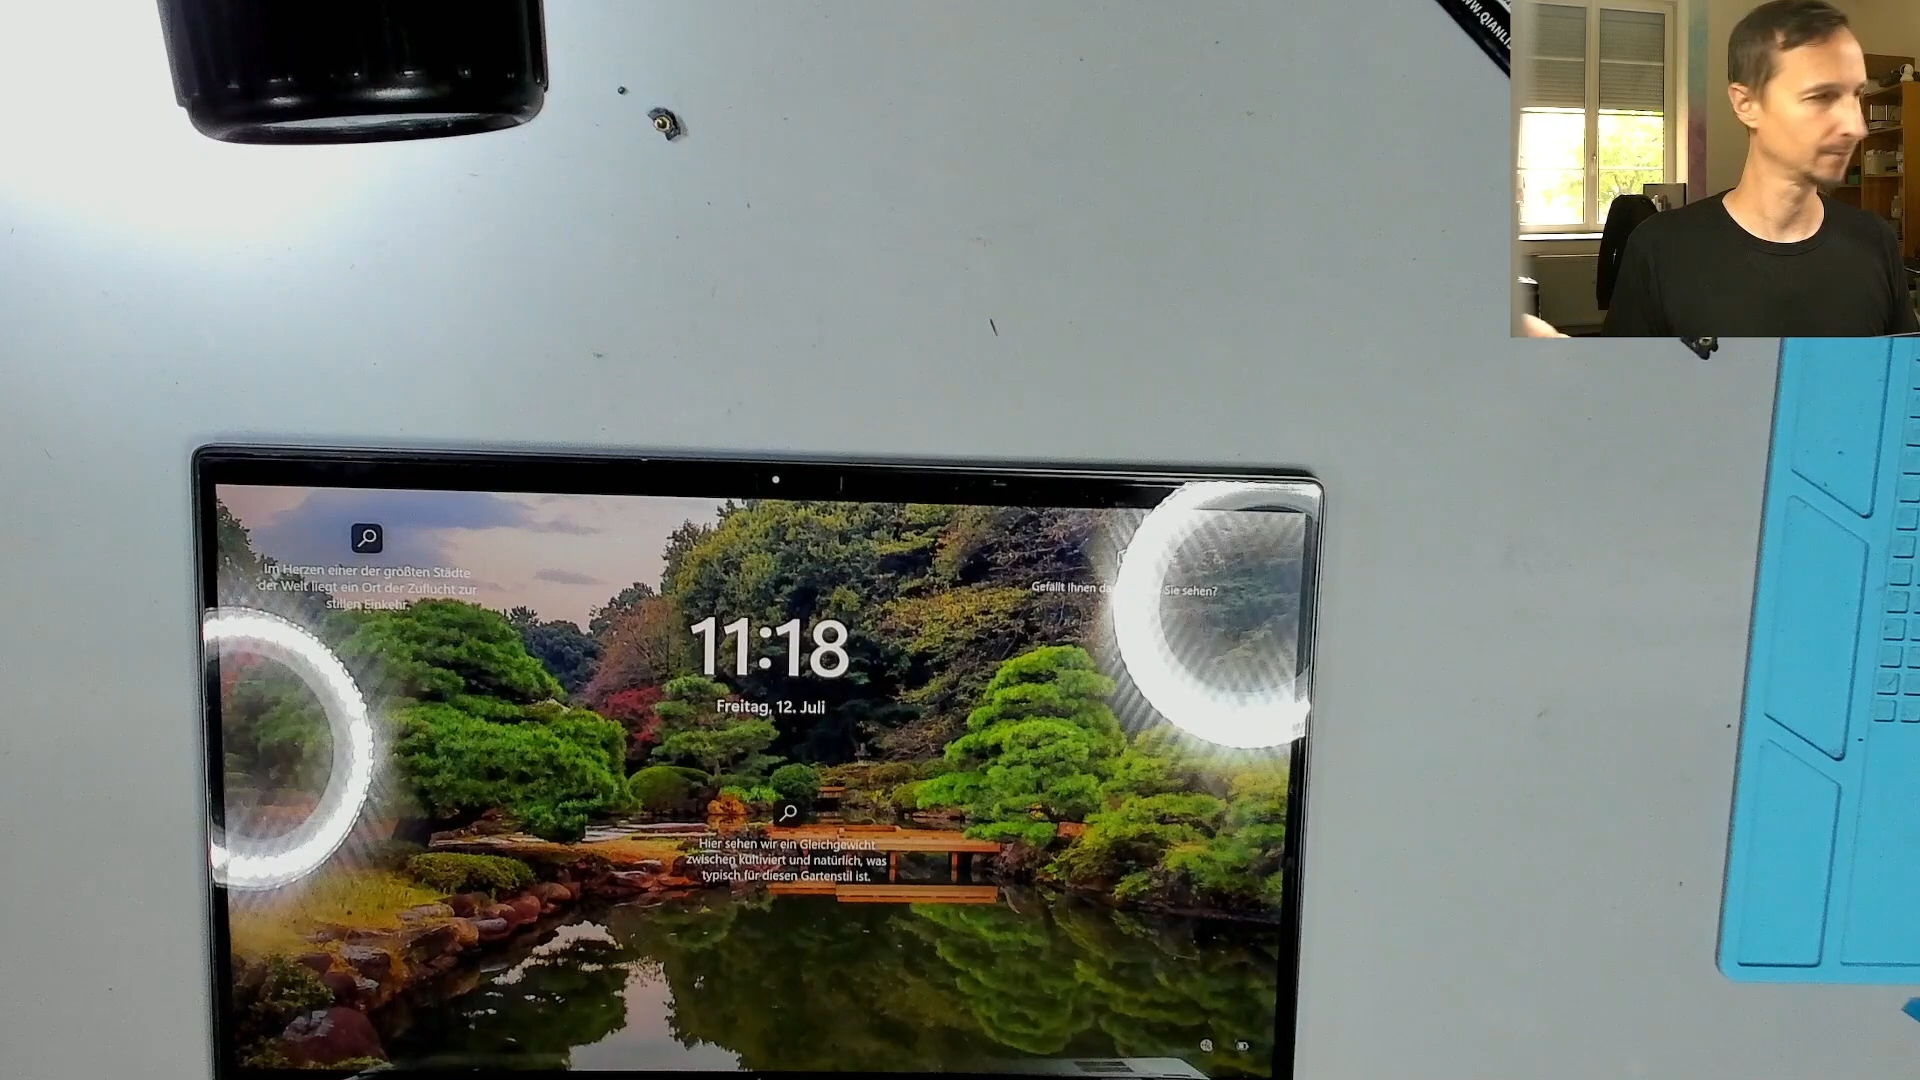 WW.QIANLI
Im Herzen einer der größten Städte
der Welt liegt ein Ort der Zuflucht zur
stillen Einkehr.
Gefällt Ihnen
Sie sehen?
11:18
Freitag, 12. Juli
Hier sehen wir ein Gleichgewicht
zwischen kultiviert und natürlich, was
typisch für diesen Gartenstil ist.